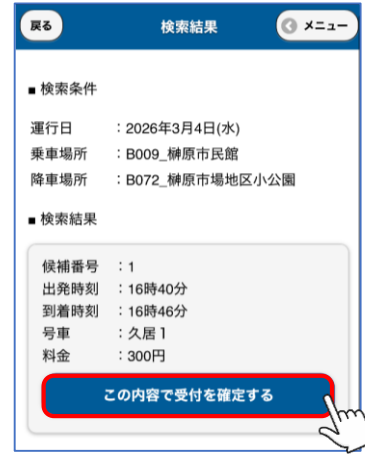 戻る 検索結果 メニュー
■ 検索条件
運行日 ：2026年3月4日(水)
乗車場所 ：B009_榊原市民館
降車場所 ：B072_榊原市場地区小公園
■ 検索結果
候補番号 ：1
出発時刻 ：16時40分
到着時刻 ：16時46分
号車 ：久居1
料金 ：300円
この内容で受付を確定する